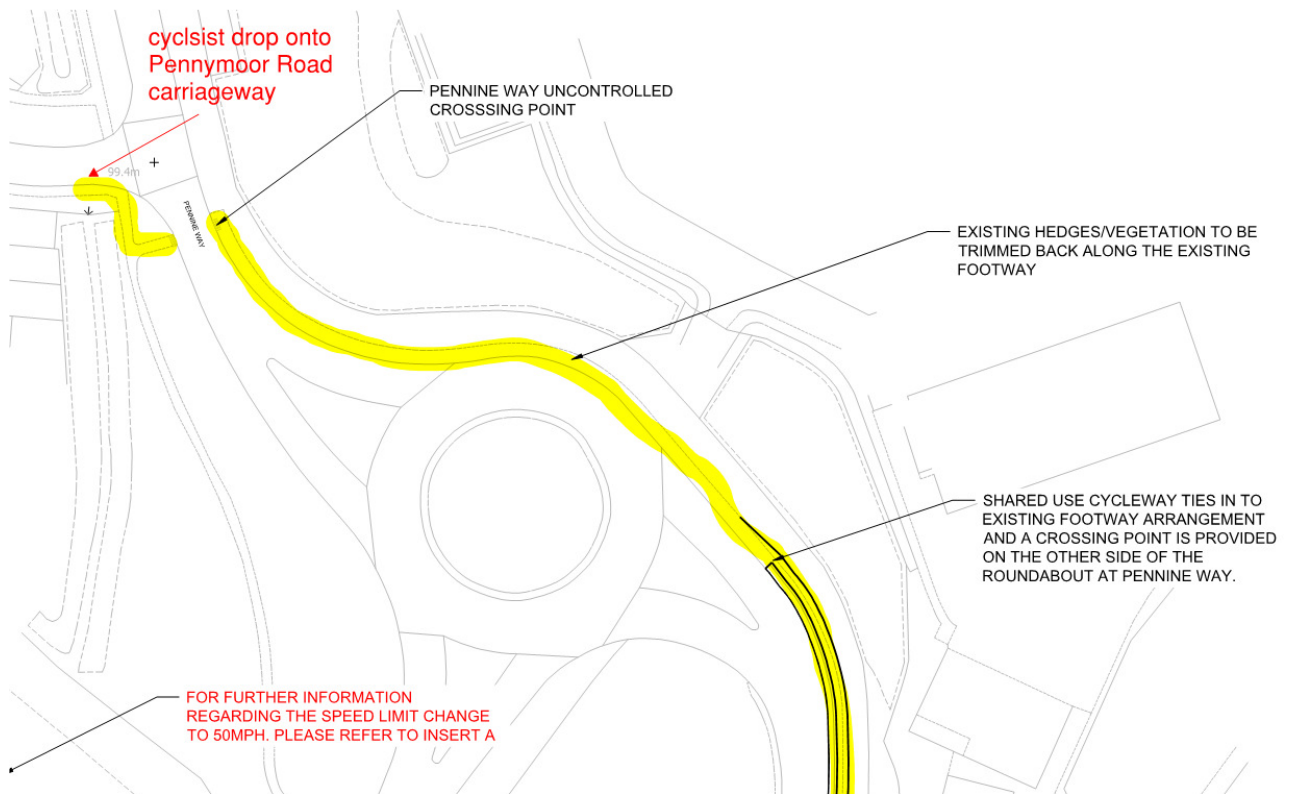 cyclsist drop onto
Pennymoor Road
carriageway
PENNINE WAY UNCONTROLLED
CROSSSING POINT
99.4m
PENNINE WAY
EXISTING HEDGES/VEGETATION TO BE
TRIMMED BACK ALONG THE EXISTING
FOOTWAY
SHARED USE CYCLEWAY TIES IN TO
EXISTING FOOTWAY ARRANGEMENT
AND A CROSSING POINT IS PROVIDED
ON THE OTHER SIDE OF THE
ROUNDABOUT AT PENNINE WAY.
FOR FURTHER INFORMATION
REGARDING THE SPEED LIMIT CHANGE
TO 50MPH. PLEASE REFER TO INSERT A